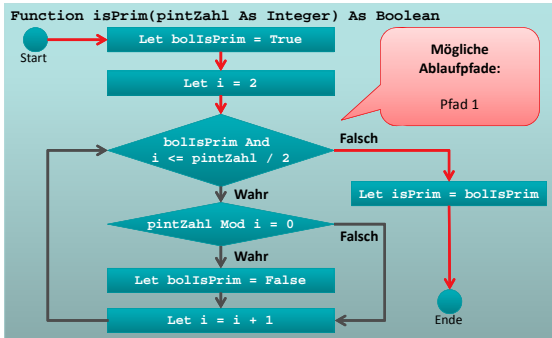 Function isPrim(pintZahl As Integer) As Boolean
Start
Let bolIsPrim = True
Let i = 2
Mögliche
Ablaufpfade:
Pfad 1
bolIsPrim And
i <= pintZahl / 2
Falsch
Let isPrim = bolIsPrim
Wahr
pintZahl Mod i = 0
Falsch
Wahr
Let bolIsPrim = False
Let i = i + 1
Ende